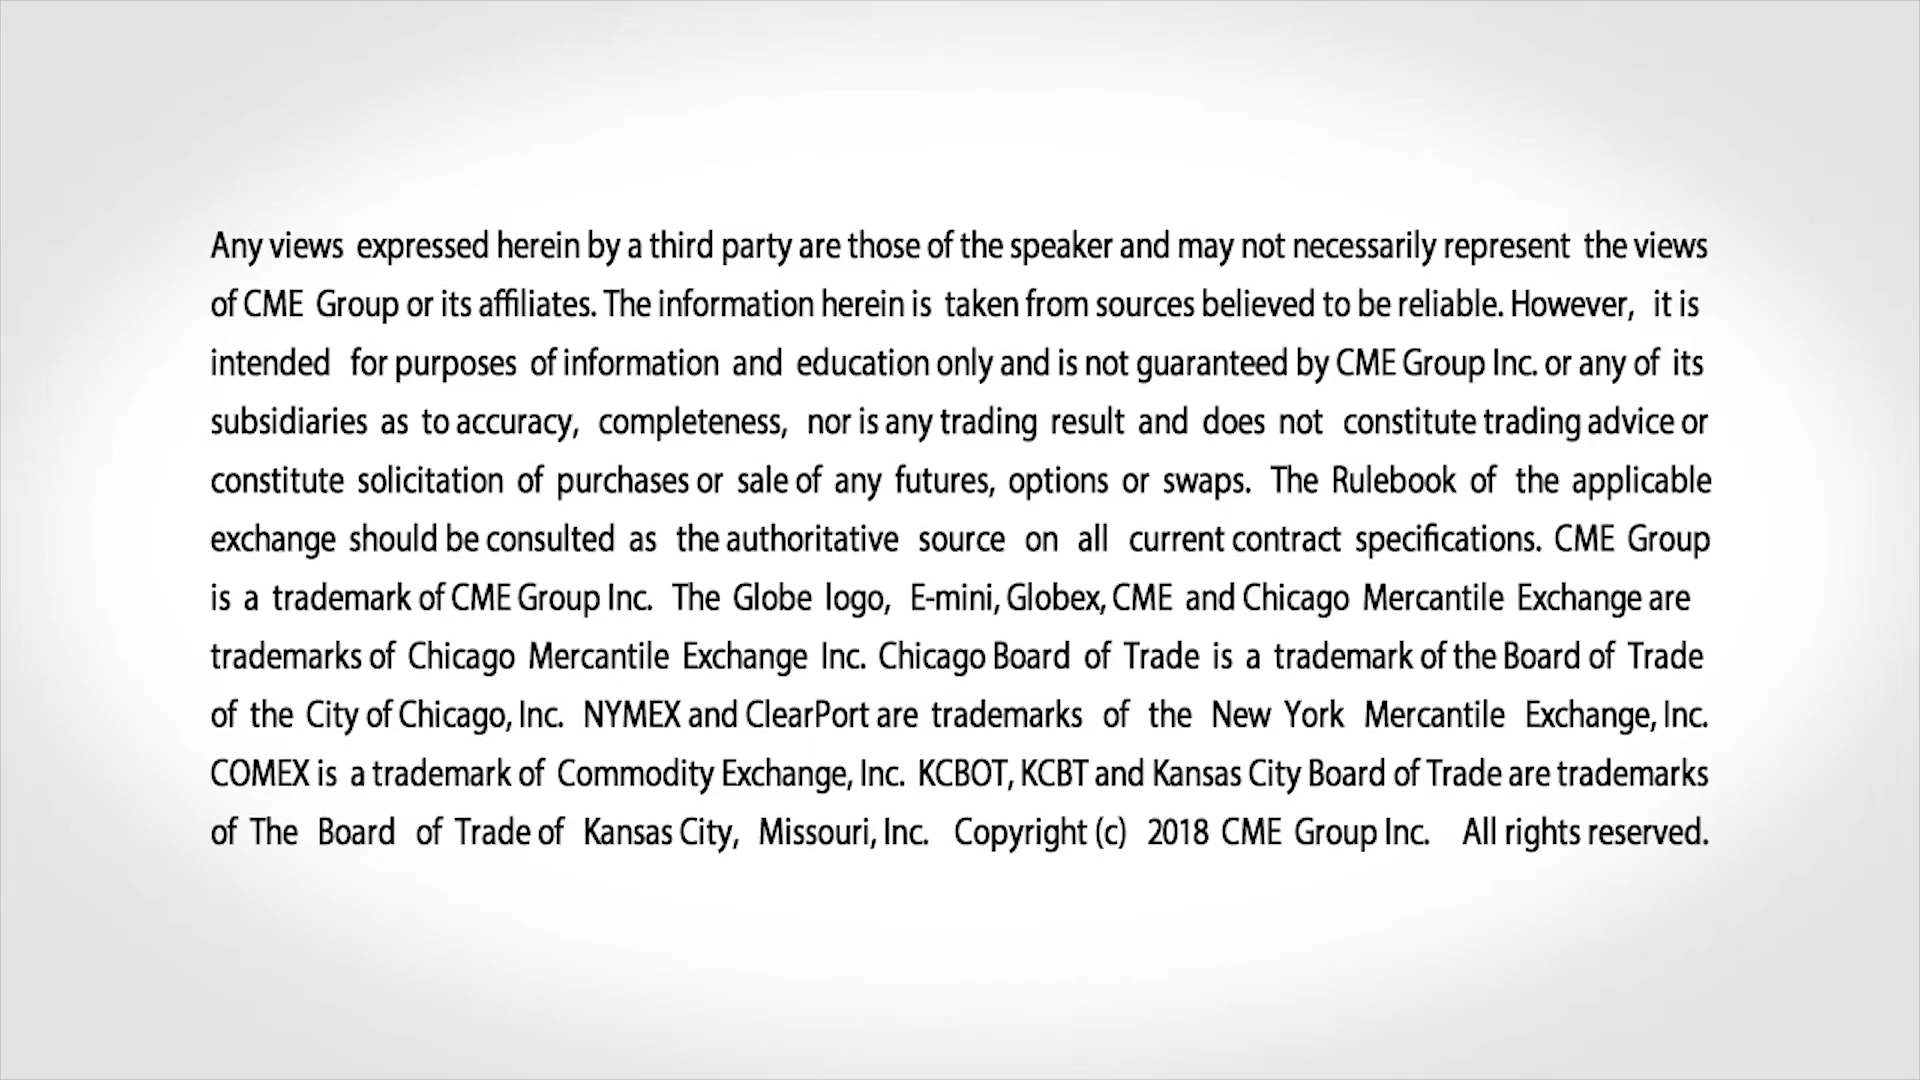 Any views expressed herein by a third party are those of the speaker and may not necessarily represent the views
of CME Group or its affiliates. The information herein is taken from sources believed to be reliable. However, it is
intended for purposes of information and education only and is not guaranteed by CME Group Inc. or any of its
subsidiaries as to accuracy, completeness, nor is any trading result and does not constitute trading advice or
constitute solicitation of purchases or sale of any futures, options or swaps. The Rulebook of the applicable
exchange should be consulted as the authoritative source on all current contract specifications. CME Group
is a trademark of CME Group Inc. The Globe logo, E-mini, Globex, CME and Chicago Mercantile Exchange are
trademarks of Chicago Mercantile Exchange Inc. Chicago Board of Trade is a trademark of the Board of Trade
of the City of Chicago, Inc. NYMEX and ClearPort are trademarks of the New York Mercantile Exchange, Inc.
COMEX is a trademark of Commodity Exchange, Inc. KCBOT, KCBT and Kansas City Board of Trade are trademarks
of The Board of Trade of Kansas City, Missouri, Inc. Copyright (c) 2018 CME Group Inc. All rights reserved.